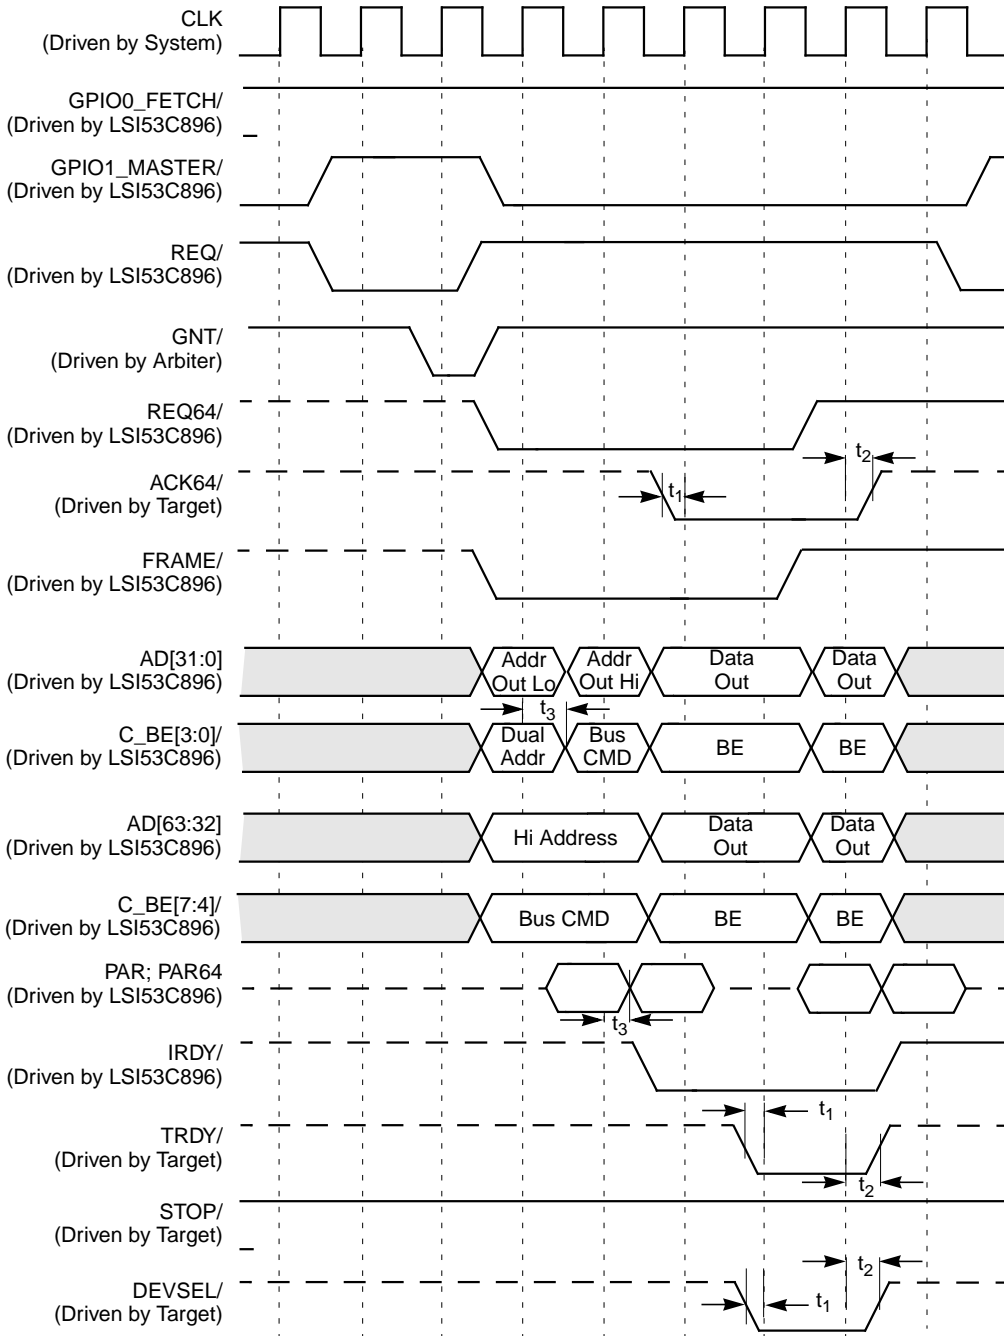 CLK
(Driven by System)
GPIO0_FETCH/
(Driven by LSI53C896)
GPIO1_MASTER/
(Driven by LSI53C896)
REQ/
(Driven by LSI53C896)
GNT/
(Driven by Arbiter)
REQ64/
(Driven by LSI53C896)
t2
ACK64/
(Driven by Target)
t1
FRAME/
(Driven by LSI53C896)
AD[31:0]
(Driven by LSI53C896)
Addr
Out Lo
Addr
Out Hi
Data
Out
Data
Out
t3
C_BE[3:0]/
(Driven by LSI53C896)
Dual
Addr
Bus
CMD
BE
BE
AD[63:32]
(Driven by LSI53C896)
Hi Address
Data
Out
Data
Out
C_BE[7:4]/
(Driven by LSI53C896)
Bus CMD
BE
BE
PAR; PAR64
(Driven by LSI53C896)
t3
IRDY/
(Driven by LSI53C896)
t1
TRDY/
(Driven by Target)
t2
STOP/
(Driven by Target)
t2
DEVSEL/
(Driven by Target)
t1